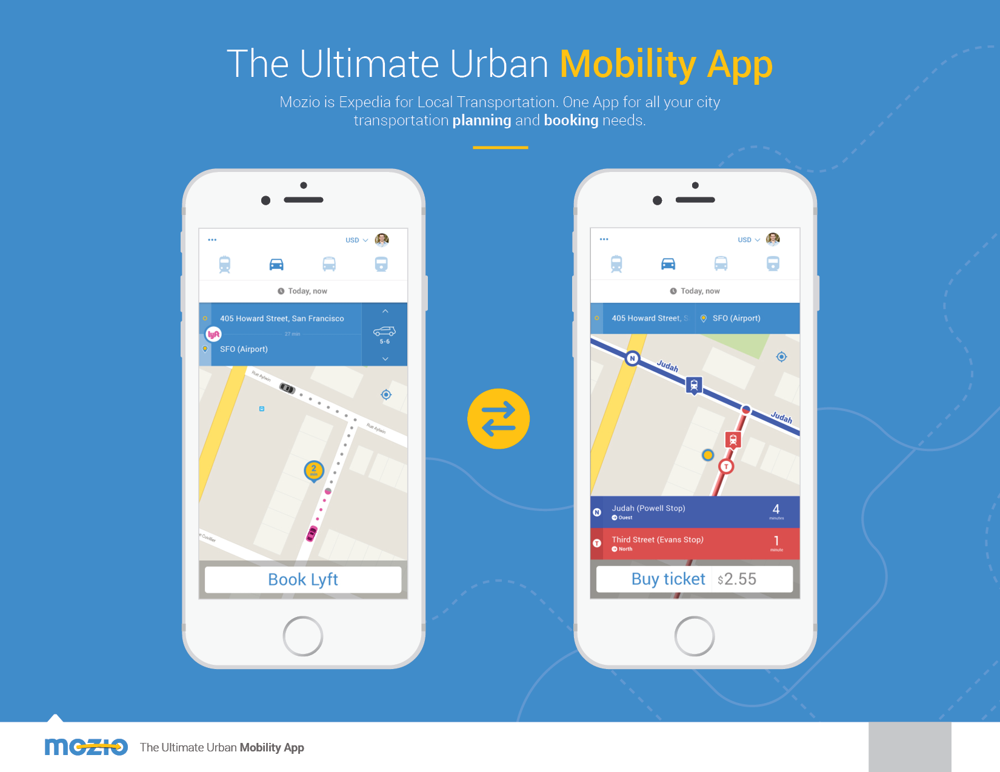 The Ultimate Urban Mobility App
Mozio is Expedia for Local Transportation. One App for all your city
transportation planning and booking needs.
USD
Today, now
405 Howard Street, San Francisco
lyft
27 min
SFO (Airport)
5-6
Rue Aylwin
Rue Aylwin
2
min
e Cuvillier
Book Lyft
USD
Today, now
405 Howard Street, S
SFO (Airport)
N
Judah
Judah
T
N
Judah (Powell Stop)
Ouest
4
minutes
T
Third Street (Evans Stop)
North
1
minute
Buy ticket $2.55
mozio
The Ultimate Urban Mobility App